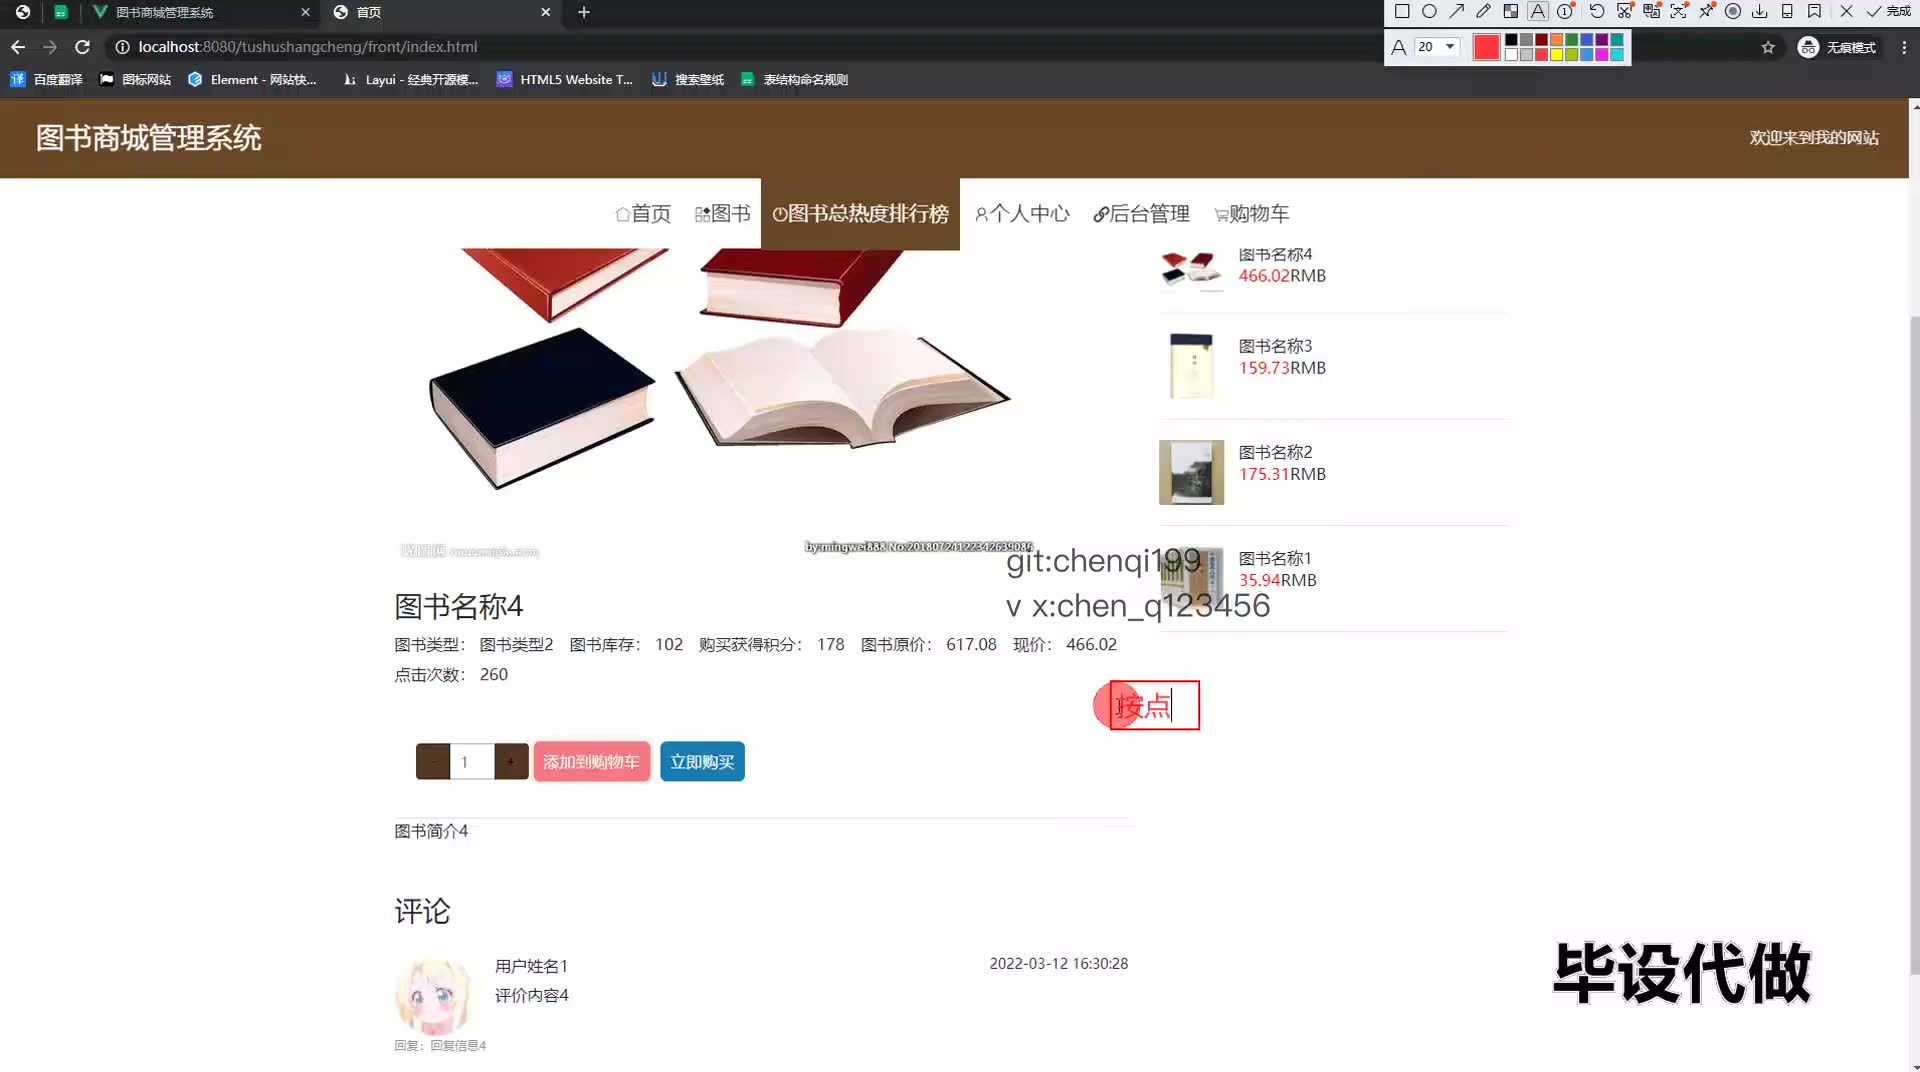 图书商城管理系统
首页
20
完成
localhost:8080/tushushangcheng/front/index.html
无痕模式
百度翻译
图标网站
Element - 网站快...
Layui - 经典开源模...
HTML5 Website T...
搜索壁纸
表结构命名规则
图书商城管理系统
欢迎来到我的网站
首页
图书
图书总热度排行榜
个人中心
后台管理
购物车
图书名称4
466.02RMB
图书名称3
159.73RMB
图书名称2
175.31RMB
by:mingwei888 No:20180724122342639086
图书名称1
35.94RMB
git:chenqi199
v x:chen_q123456
图书名称4
图书类型： 图书类型2 图书库存： 102 购买获得积分： 178 图书原价： 617.08 现价： 466.02
点击次数： 260
按点
- 1 +
添加到购物车
立即购买
图书简介4
评论
用户姓名1
2022-03-12 16:30:28
评价内容4
回复：回复信息4
毕设代做